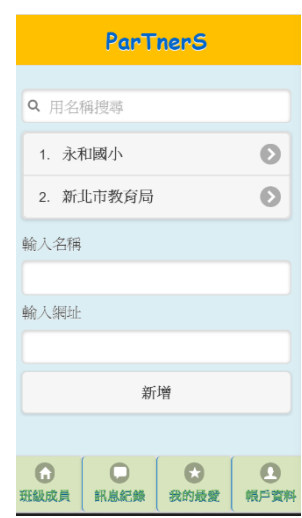 ParTnerS
用名稱搜尋
1. 永和國小
2. 新北市教育局
輸入名稱
輸入網址
新增
班級成員 訊息紀錄 我的最愛 帳戶資料